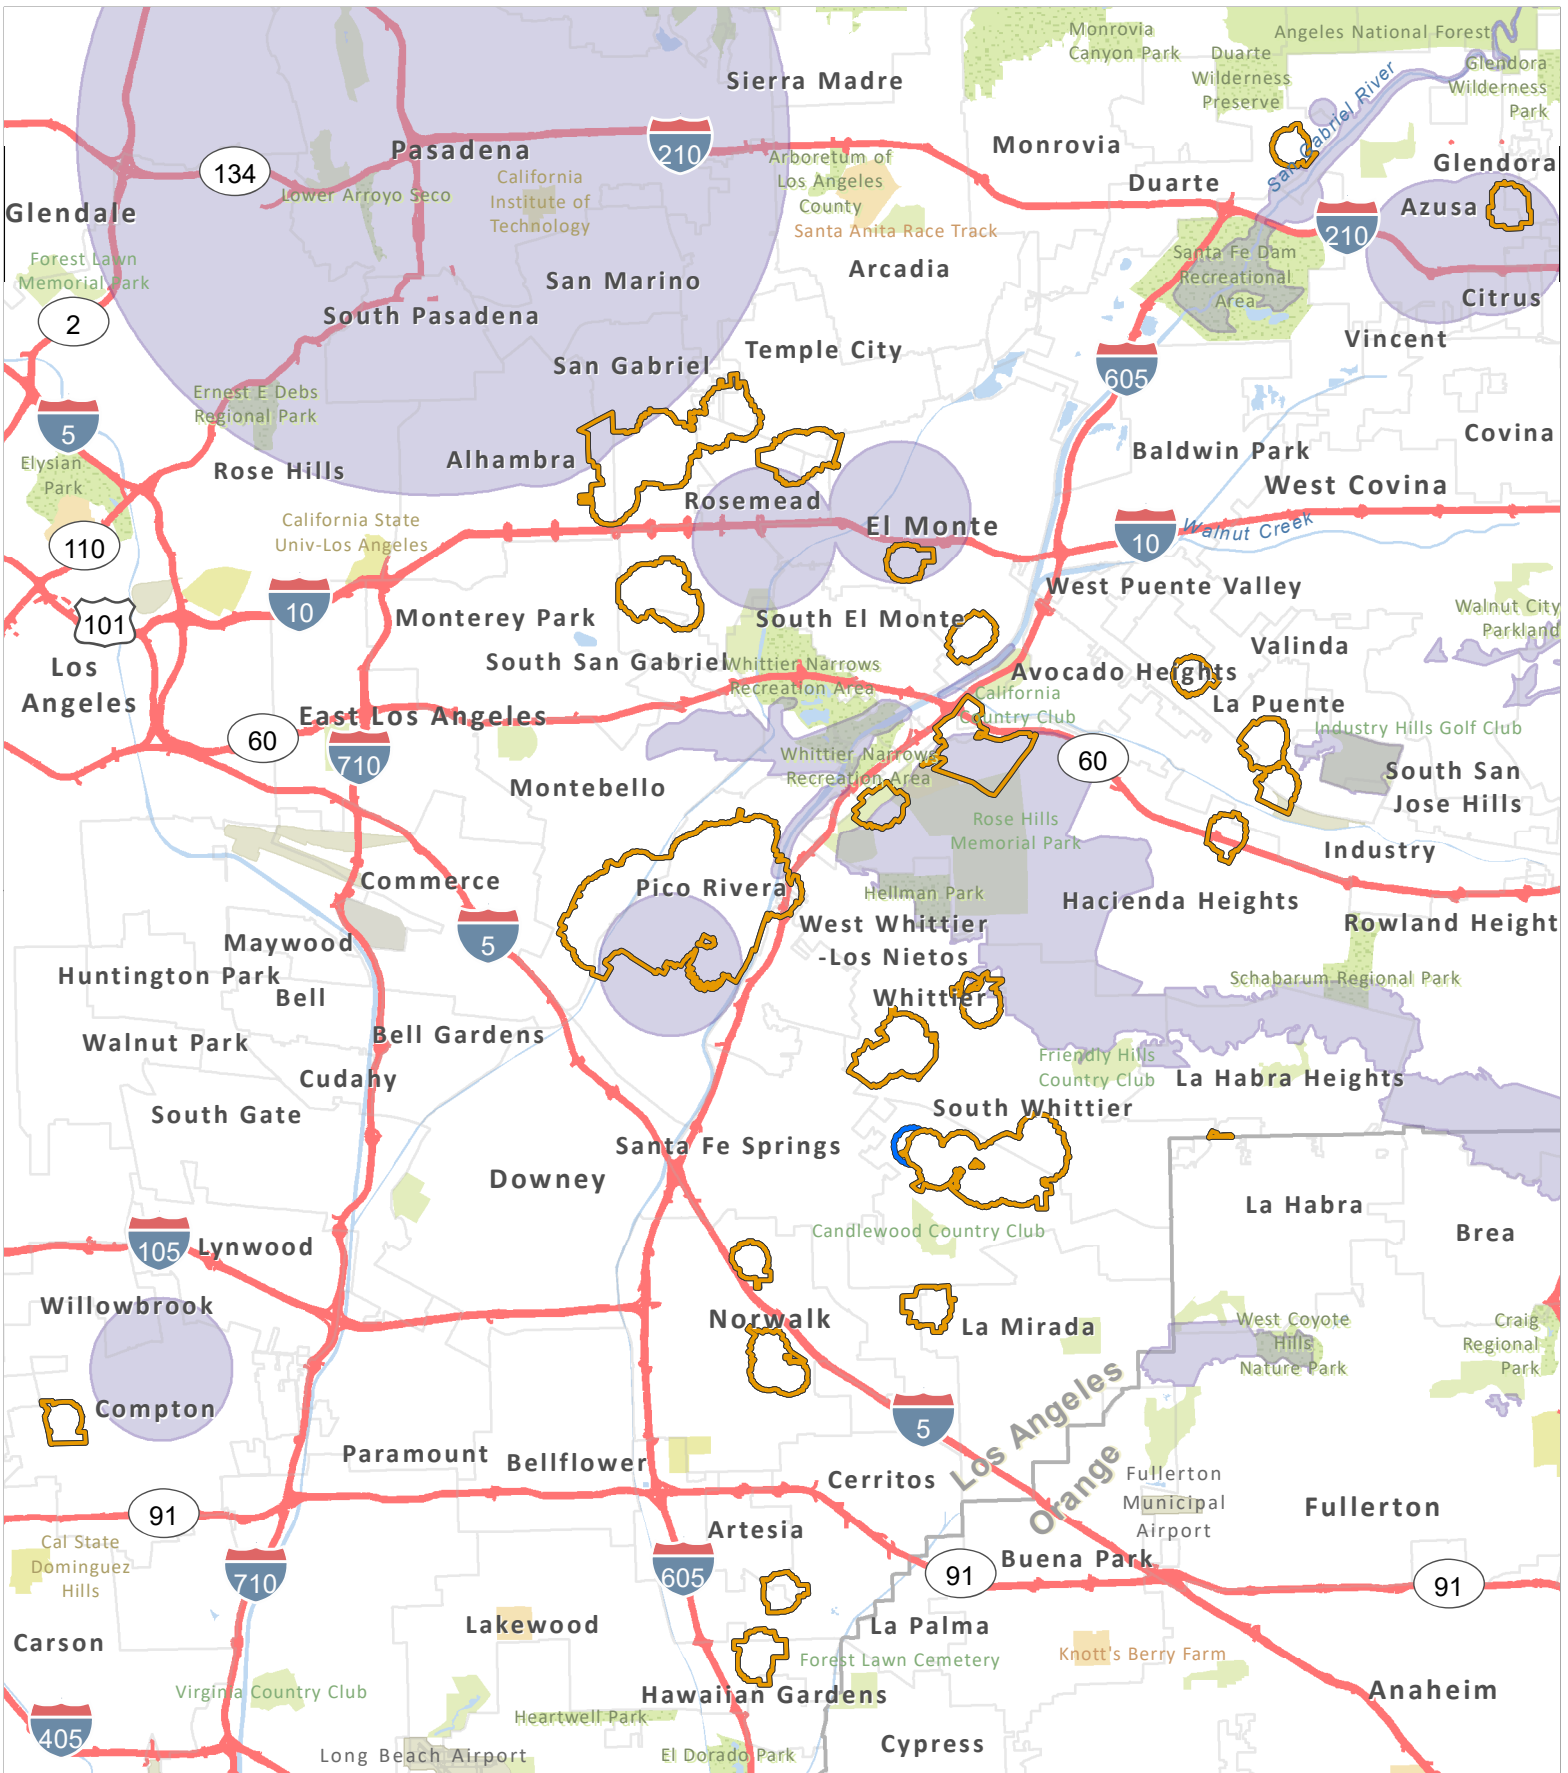 Monrovia
Canyon Park
Angeles National Forest
Duarte
Wilderness
Preserve
Glendora
Wilderness
Park
Sierra Madre
San Gabriel River
Monrovia
Pasadena
210
Arboretum of
Los Angeles
County
134
California
Institute of
Technology
Lower Arroyo Seco
Glendora
Duarte
Azusa
Glendale
Santa Anita Race Track
210
Forest Lawn
Memorial Park
Santa Fe Dam
Recreational
Area
Arcadia
San Marino
Citrus
2
South Pasadena
Vincent
Temple City
San Gabriel
605
Ernest E Debs
Regional Park
5
Covina
Baldwin Park
Elysian
Park
Alhambra
Rose Hills
West Covina
Rosemead
El Monte
California State
Univ-Los Angeles
Walnut Creek
110
10
West Puente Valley
10
101
Monterey Park
South El Monte
Walnut City
Parkland
Valinda
Los
Angeles
South San Gabriel
Whittier Narrows
Recreation Area
Avocado Heights
California
Country Club
La Puente
East Los Angeles
Industry Hills Golf Club
60
710
Whittier Narrows
Recreation Area
60
South San
Jose Hills
Montebello
Rose Hills
Memorial Park
Industry
Commerce
Pico Rivera
Hellman Park
Hacienda Heights
West Whittier
-Los Nietos
Rowland Height
5
Maywood
Huntington Park
Schabarum Regional Park
Bell
Whittier
Walnut Park
Bell Gardens
Friendly Hills
Country Club
Cudahy
La Habra Heights
South Gate
South Whittier
Santa Fe Springs
Downey
La Habra
Candlewood Country Club
Brea
105
Lynwood
Willowbrook
Norwalk
La Mirada
West Coyote
Hills
Nature Park
Craig
Regional
Park
Compton
5
Los Angeles
Orange
Paramount
Bellflower
Cerritos
Fullerton
Municipal
Airport
Fullerton
91
Artesia
Cal State
Dominguez
Hills
Buena Park
710
605
91
91
Lakewood
La Palma
Carson
Forest Lawn Cemetery
Knott's Berry Farm
Virginia Country Club
Hawaiian Gardens
Anaheim
Heartwell Park
405
Long Beach Airport
El Dorado Park
Cypress